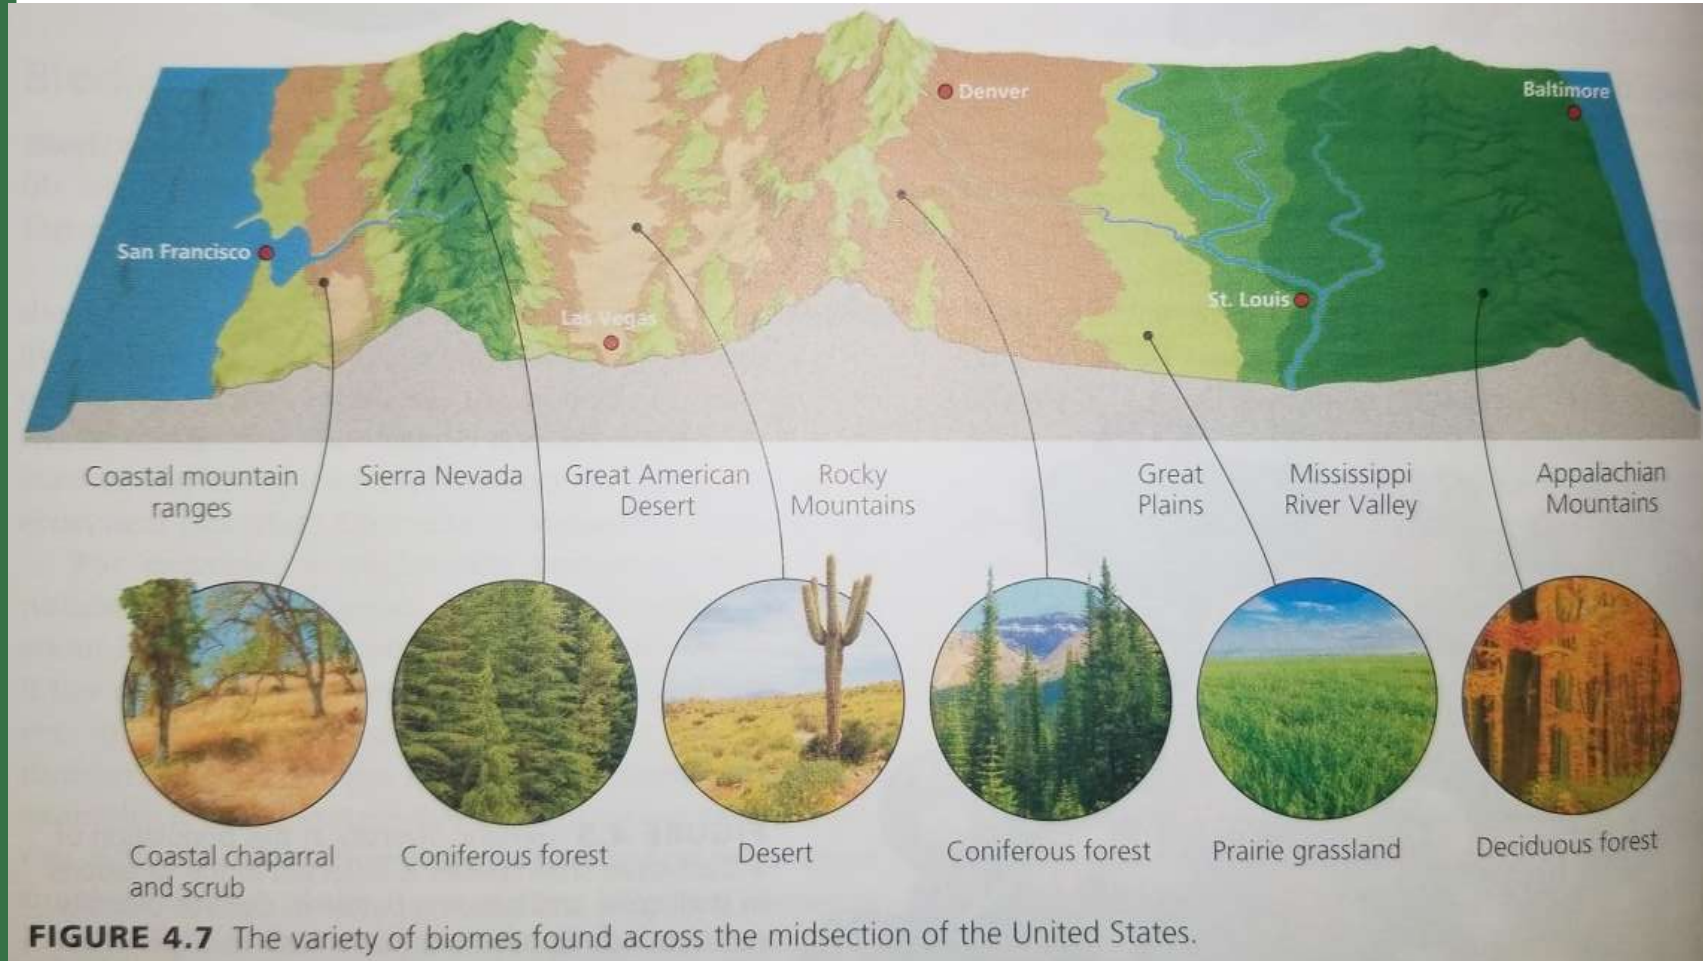 Denver
Baltimore
San Francisco
St. Louis
Las Vegas
Coastal mountain
ranges
Sierra Nevada
Great American
Desert
Rocky
Mountains
Great
Plains
Mississippi
River Valley
Appalachian
Mountains
Coastal chaparral
and scrub
Coniferous forest
Desert
Coniferous forest
Prairie grassland
Deciduous forest
FIGURE 4.7 The variety of biomes found across the midsection of the United States.